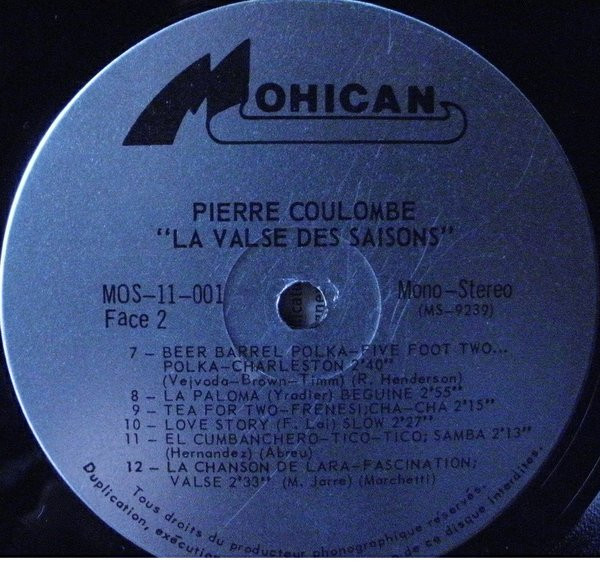 MOHICAN
PIERRE COULOMBE
"LA VALSE DES SAISONS"
MOS-11-001
Face 2
Mono-Stereo
(MS-9239)
7 - BEER BARREL POLKA-FIVE FOOT TWO...
POLKA-CHARLESTON 2'40"
(Vejvoda-Brown-Timm) (R. Henderson)
8 - LA PALOMA (Yradier) BEGUINE 2'55"
9 - TEA FOR TWO-FRENESI; CHA-CHA 2'15"
10 - LOVE STORY (F. Lai) SLOW 2'27"
11 - EL CUMBANCHERO-TICO-TICO; SAMBA 2'13"
(Hernandez) (Abreu)
12 - LA CHANSON DE LARA-FASCINATION;
VALSE 2'33" (M. Jarre) (Marchetti)
Tous droits du producteur phonographique réservés.
Duplication, exécution de ce disque interdites.